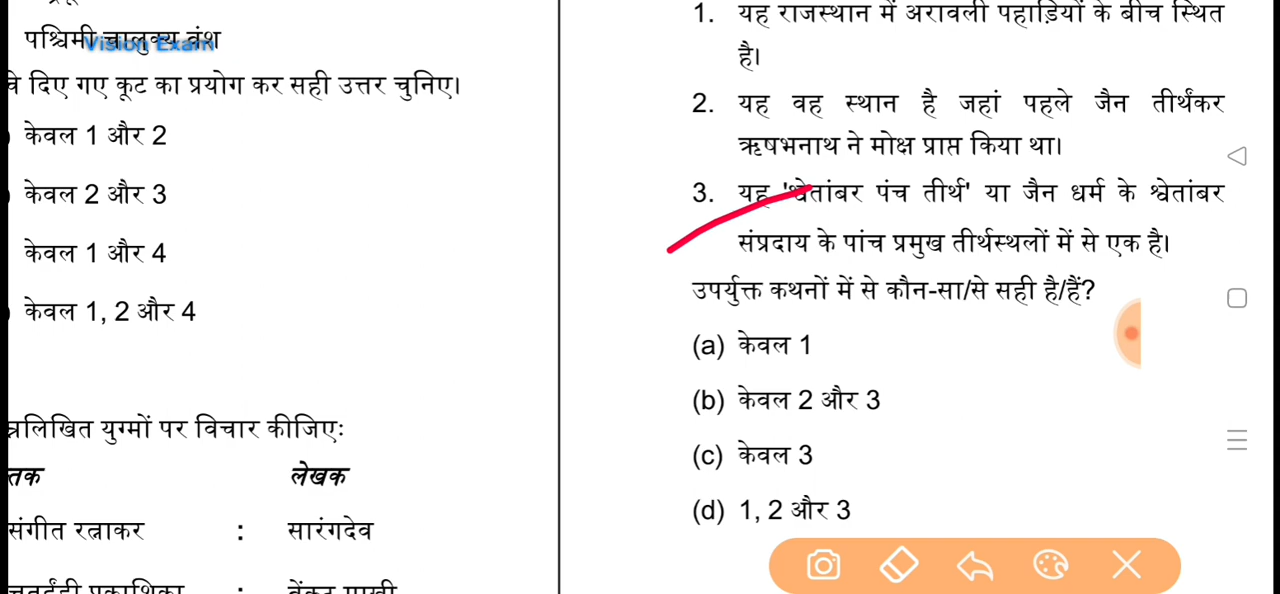 पश्चिमी चालुक्य वंश
Vision Exam
दिए गए कूट का प्रयोग कर सही उत्तर चुनिए।
केवल 1 और 2
केवल 2 और 3
केवल 1 और 4
केवल 1, 2 और 4
युग्मों पर विचार कीजिएः
लेखक
संगीत रत्नाकर : सारंगदेव
1. यह राजस्थान में अरावली पहाड़ियों के बीच स्थित
है।
2. यह वह स्थान है जहां पहले जैन तीर्थंकर
ऋषभनाथ ने मोक्ष प्राप्त किया था।
3. यह 'श्वेतांबर पंच तीर्थ' या जैन धर्म के श्वेतांबर
संप्रदाय के पांच प्रमुख तीर्थस्थलों में से एक है।
उपर्युक्त कथनों में से कौन-सा/से सही है/हैं?
(a) केवल 1
(b) केवल 2 और 3
(c) केवल 3
(d) 1, 2 और 3